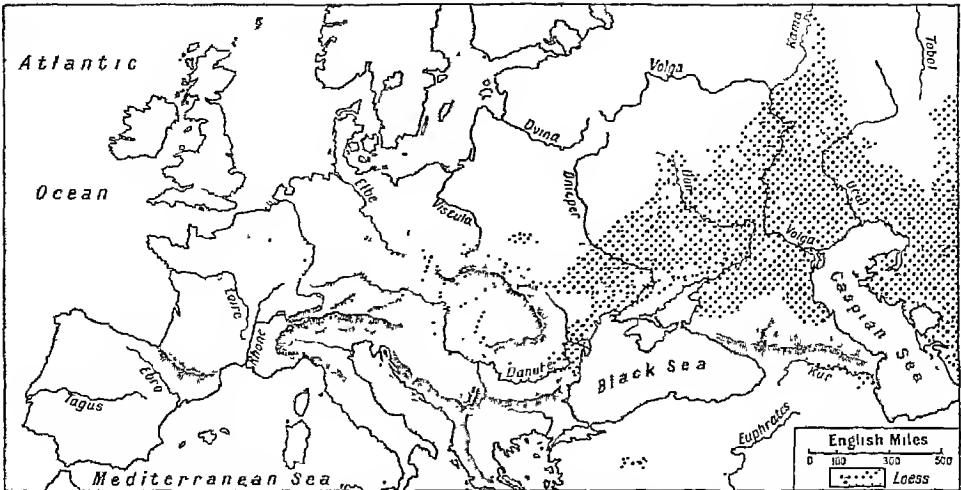 Atlantic
Ocean
Mediterranean Sea
Tagus
Ebro
Loire
Rhone
Elbe
Vistula
Dvina
Dnieper
Volga
Kama
Tobol
Ural
Volga
Caspian Sea
Black Sea
Danube
Kur
Euphrates
English Miles
0 100 300 500
Loess